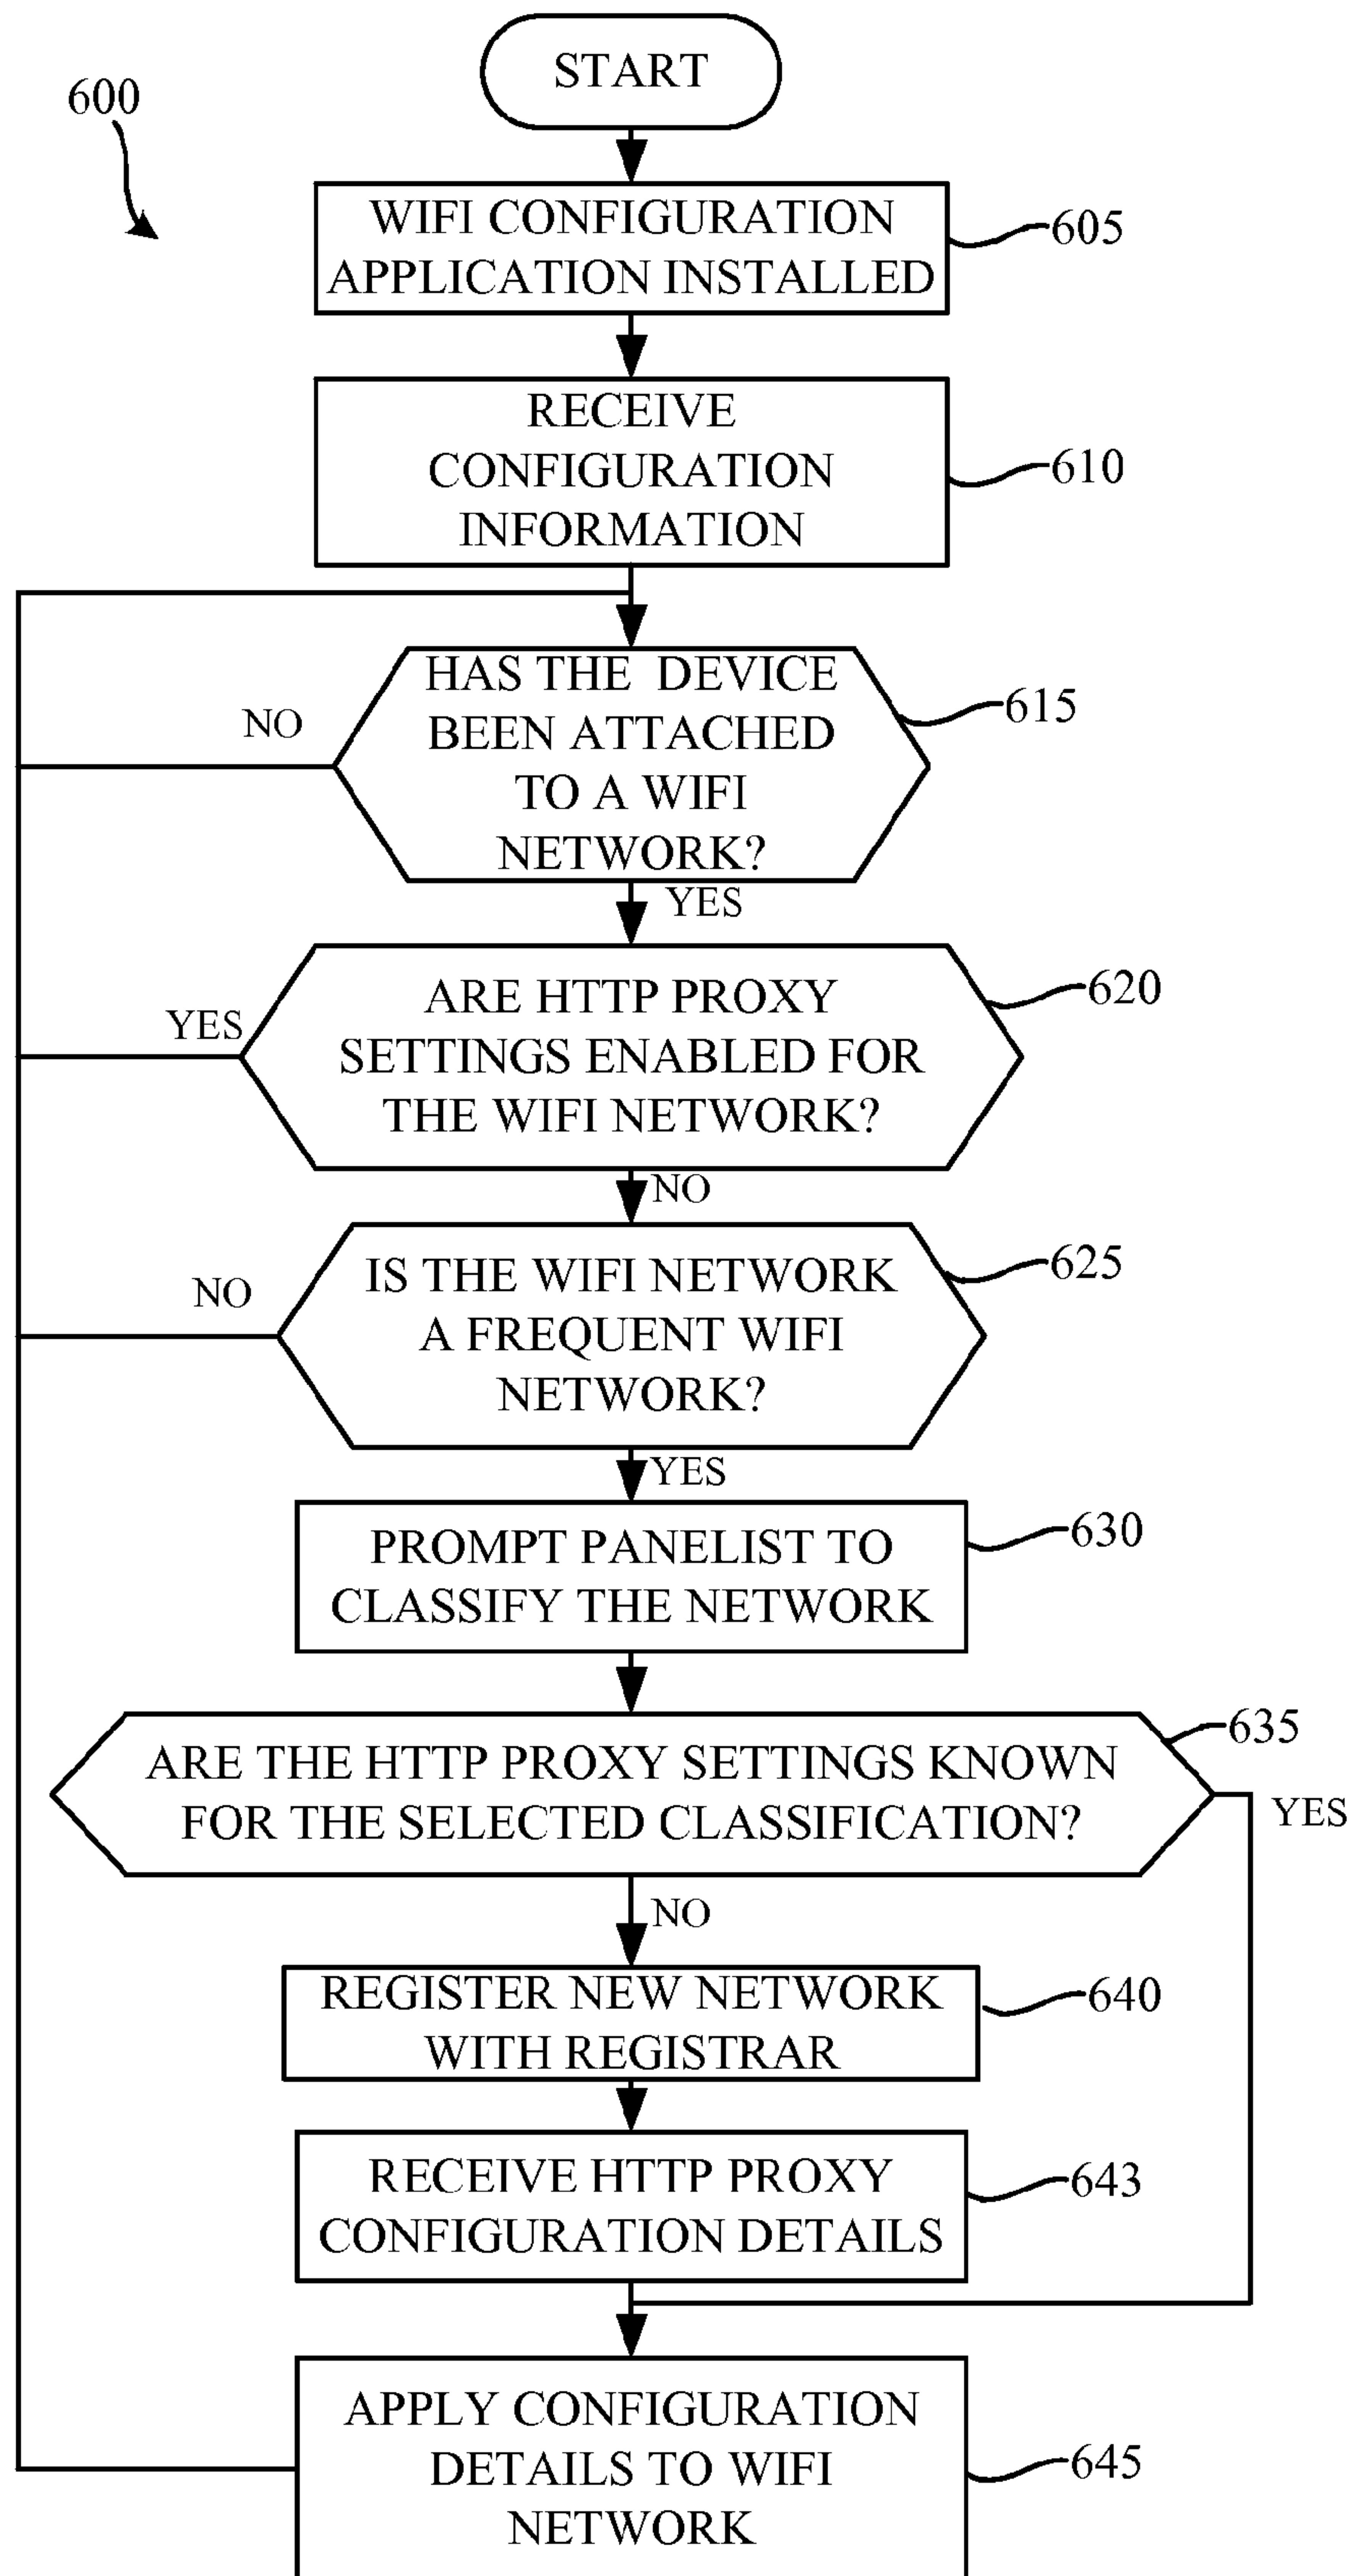 START
600
WIFI CONFIGURATION
APPLICATION INSTALLED
605
RECEIVE
CONFIGURATION
INFORMATION
610
HAS THE DEVICE
BEEN ATTACHED
TO A WIFI
NETWORK?
615
NO
YES
ARE HTTP PROXY
SETTINGS ENABLED FOR
THE WIFI NETWORK?
620
YES
NO
IS THE WIFI NETWORK
A FREQUENT WIFI
NETWORK?
625
NO
YES
PROMPT PANELIST TO
CLASSIFY THE NETWORK
630
ARE THE HTTP PROXY SETTINGS KNOWN
FOR THE SELECTED CLASSIFICATION?
635
YES
NO
REGISTER NEW NETWORK
WITH REGISTRAR
640
RECEIVE HTTP PROXY
CONFIGURATION DETAILS
643
APPLY CONFIGURATION
DETAILS TO WIFI
NETWORK
645